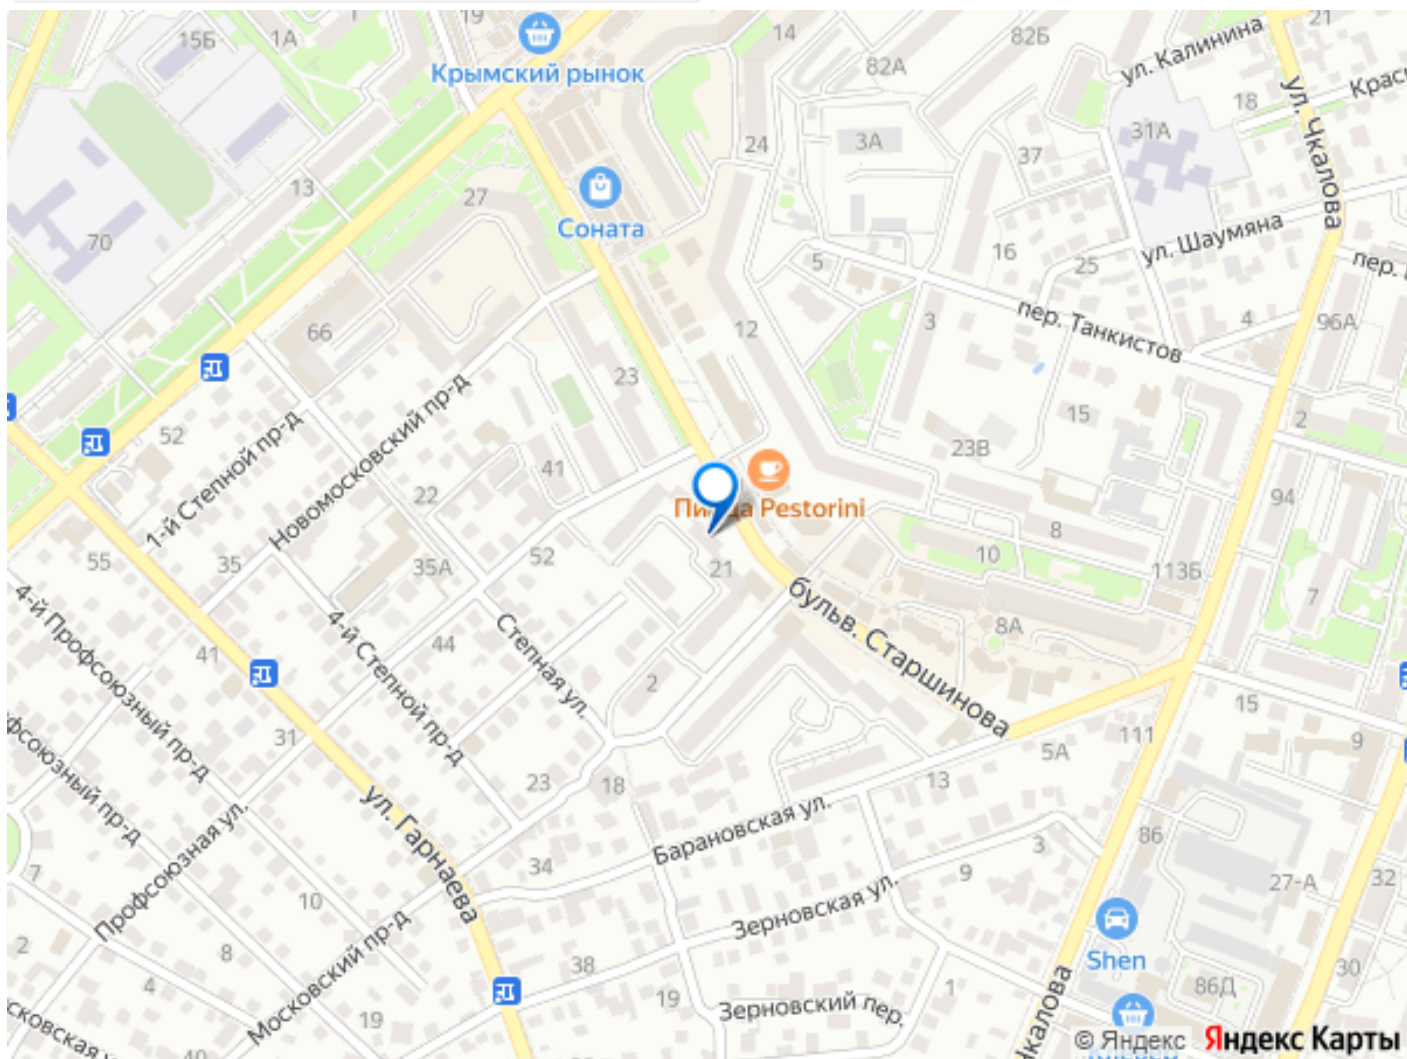 19
21
15Б
1А
14
82Б
ул. Калинина
Крымский рынок
82А
ул. Чкалова
Крас
18
31А
3А
24
37
13
27
Соната
70
16
ул. Шаумяна
5
25
пер.
66
12
3
пер. Танкистов
4
96А
23
52
1-й Степной пр-д
Новомосковский пр-д
15
2
23В
41
22
94
Pestorini
55
35
35А
52
21
10
8
113Б
7
4-й Профсоюзный пр-д
4-й Степной пр-д
Степная ул.
бульв. Старшинова
8А
41
44
2
15
31
5А
111
9
23
18
13
ул. Гарнаева
Барановская ул.
86
3
7
34
9
27-А
32
Профсоюзная ул.
10
Зерновская ул.
2
8
Московский пр-д
38
Shen
4
1
30
19
19
Зерновский пер.
86Д
40
© Яндекс Яндекс Карты